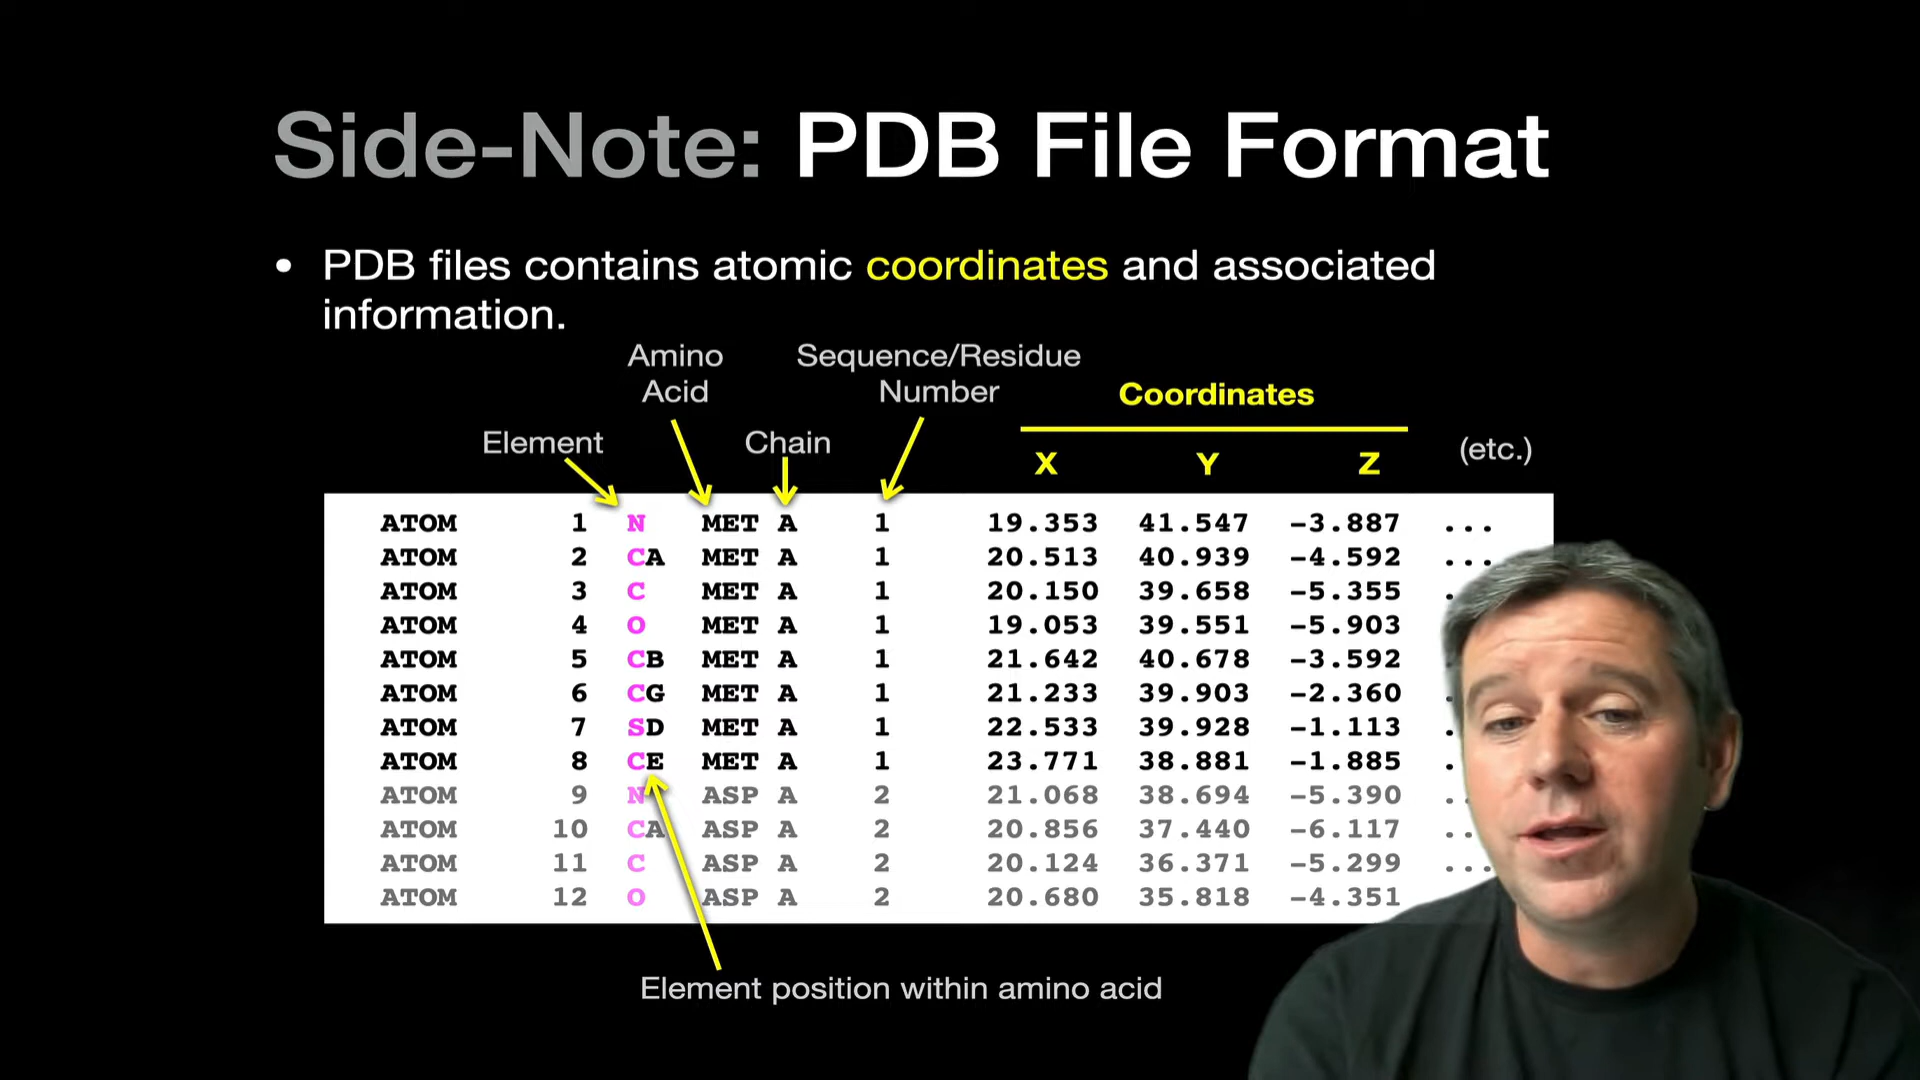 Side-Note: PDB File Format
• PDB files contains atomic coordinates and associated
information.
Amino
Acid
Sequence/Residue
Number
Coordinates
Element
Chain
X Y Z
(etc.)
ATOM 1 N MET A 1 19.353 41.547 -3.887 ...
ATOM 2 CA MET A 1 20.513 40.939 -4.592 ...
ATOM 3 C MET A 1 20.150 39.658 -5.355 .
ATOM 4 O MET A 1 19.053 39.551 -5.903
ATOM 5 CB MET A 1 21.642 40.678 -3.592 .
ATOM 6 CG MET A 1 21.233 39.903 -2.360 .
ATOM 7 SD MET A 1 22.533 39.928 -1.113 .
ATOM 8 CE MET A 1 23.771 38.881 -1.885 .
ATOM 9 N ASP A 2 21.068 38.694 -5.390 ..
ATOM 10 CA ASP A 2 20.856 37.440 -6.117 ...
ATOM 11 C ASP A 2 20.124 36.371 -5.299 ...
ATOM 12 O ASP A 2 20.680 35.818 -4.351
Element position within amino acid